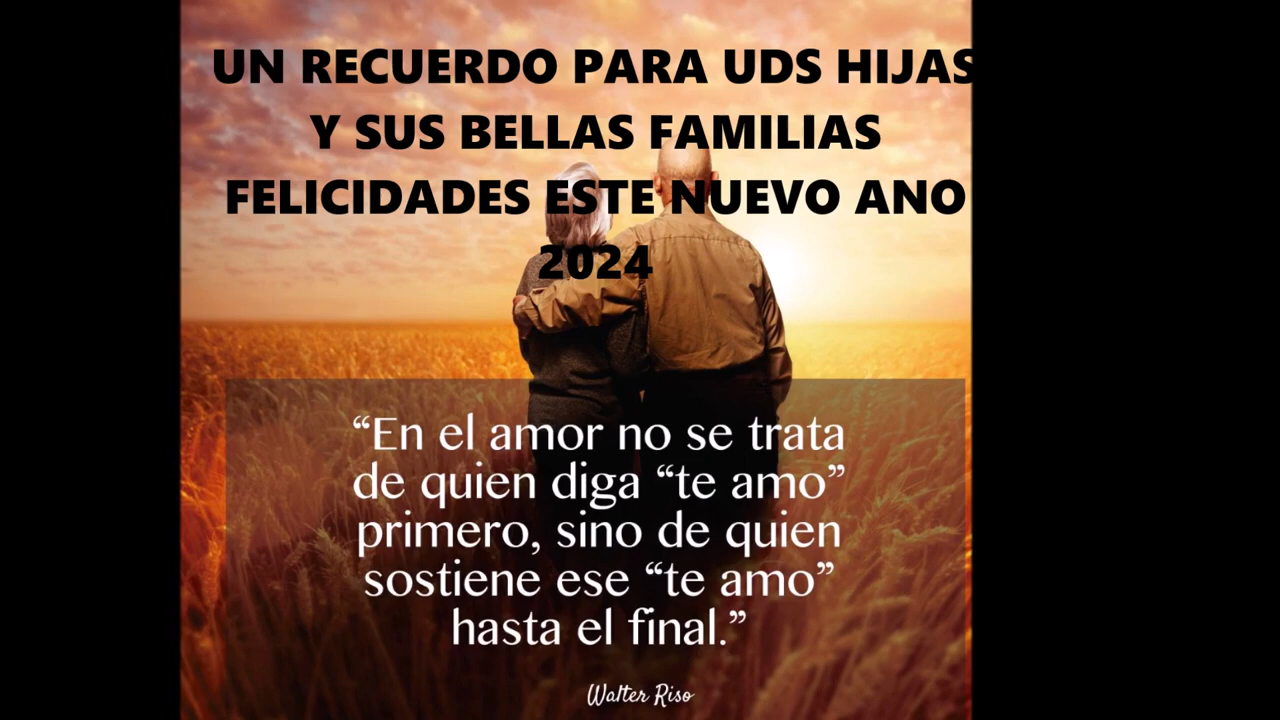 UN RECUERDO PARA UDS HIJAS
Y SUS BELLAS FAMILIAS
FELICIDADES ESTE NUEVO ANO
2024
“En el amor no se trata
de quien diga “te amo”
primero, sino de quien
sostiene ese “te amo”
hasta el final.”
Walter Riso